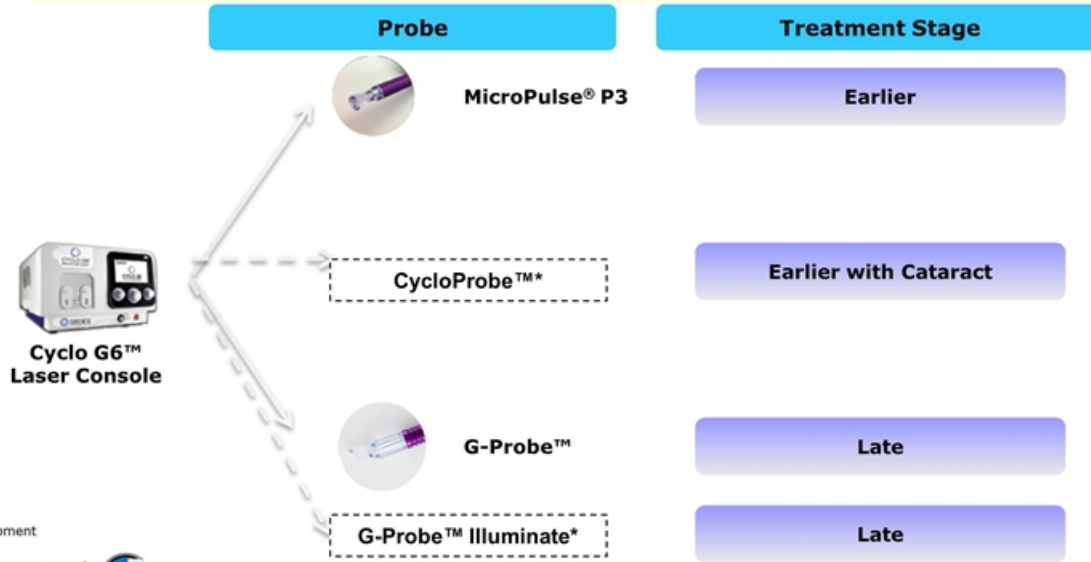 Probe
Treatment Stage
MicroPulse® P3
Earlier
CycloProbe™*
Earlier with Cataract
Cyclo G6™
Laser Console
G-Probe™
Late
G-Probe™ Illuminate*
Late